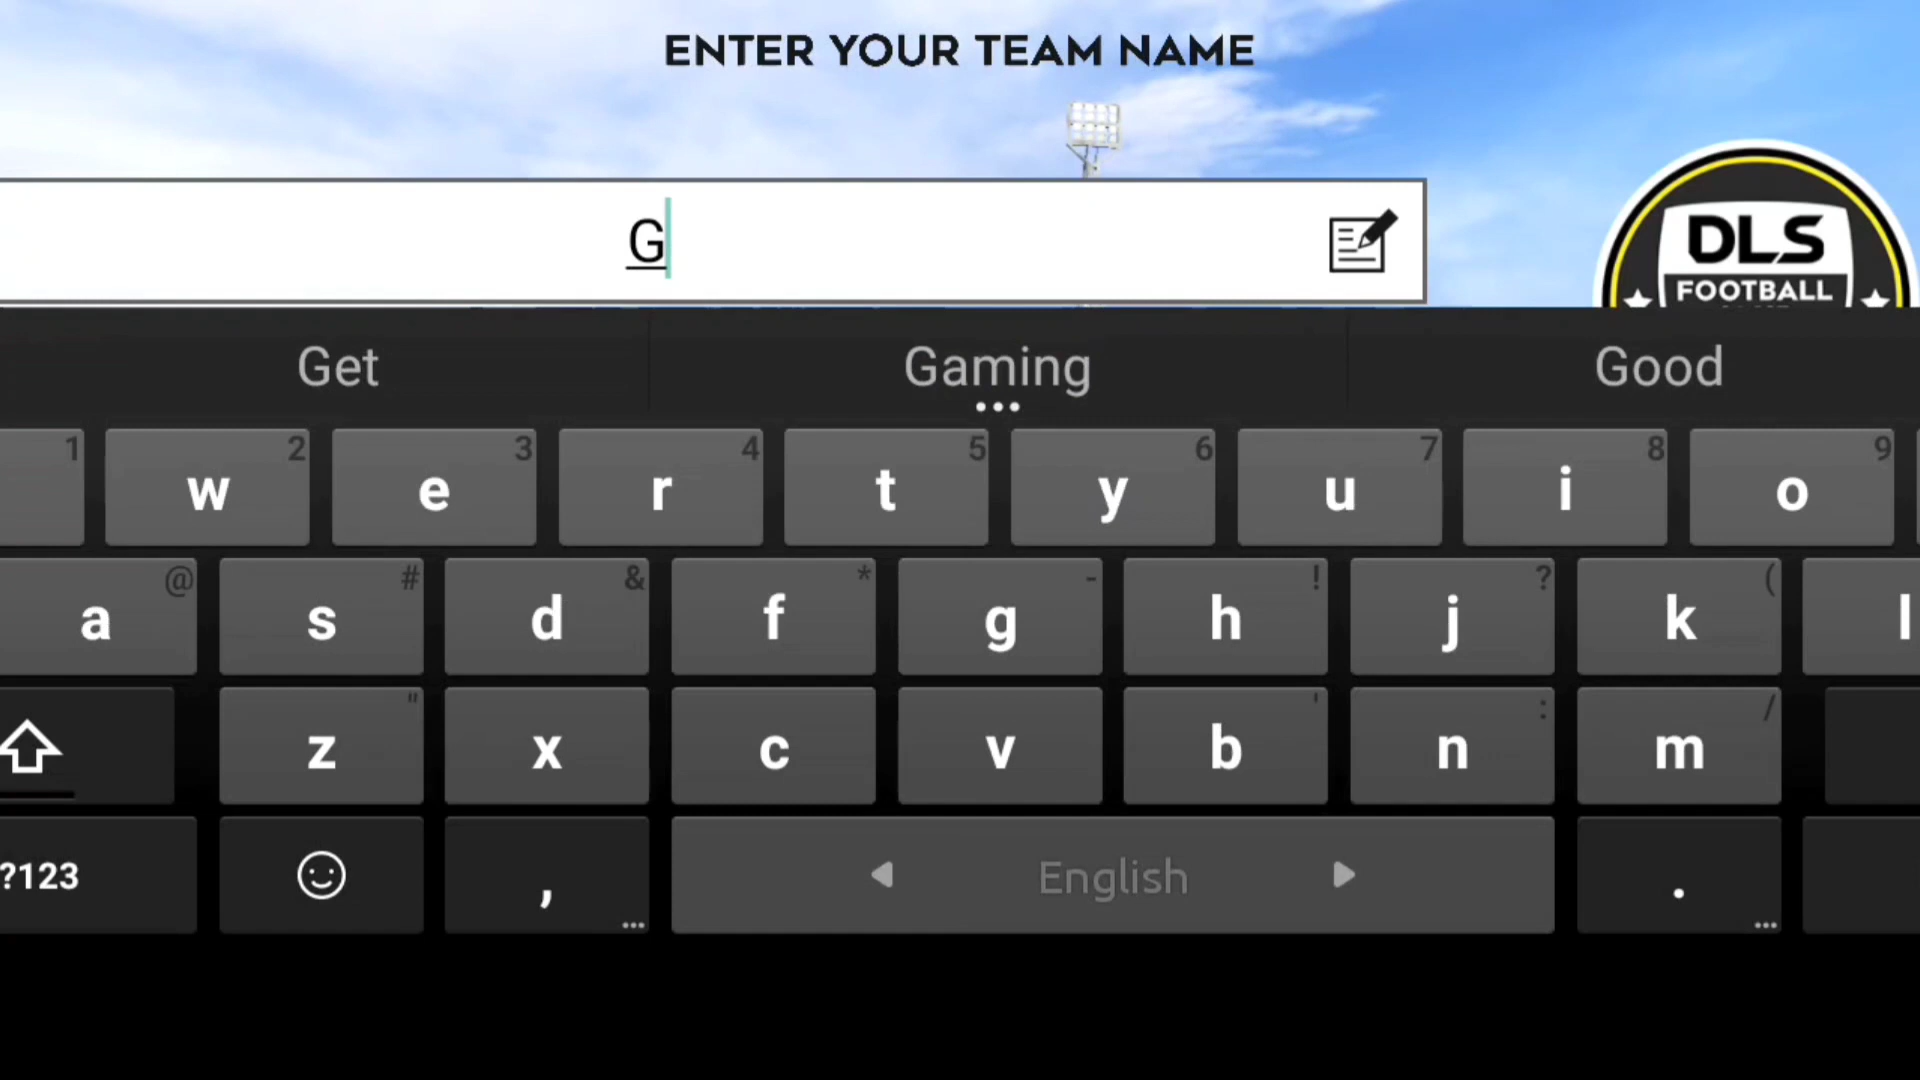 ENTER YOUR TEAM NAME
G
DLS
FOOTBALL
Get Gaming Good
1 2 3 4 5 6 7 8 9
w e r t y u i o
@ # & * - ! ? (
a s d f g h j k l
" ' : /
z x c v b n m
?123 , English .